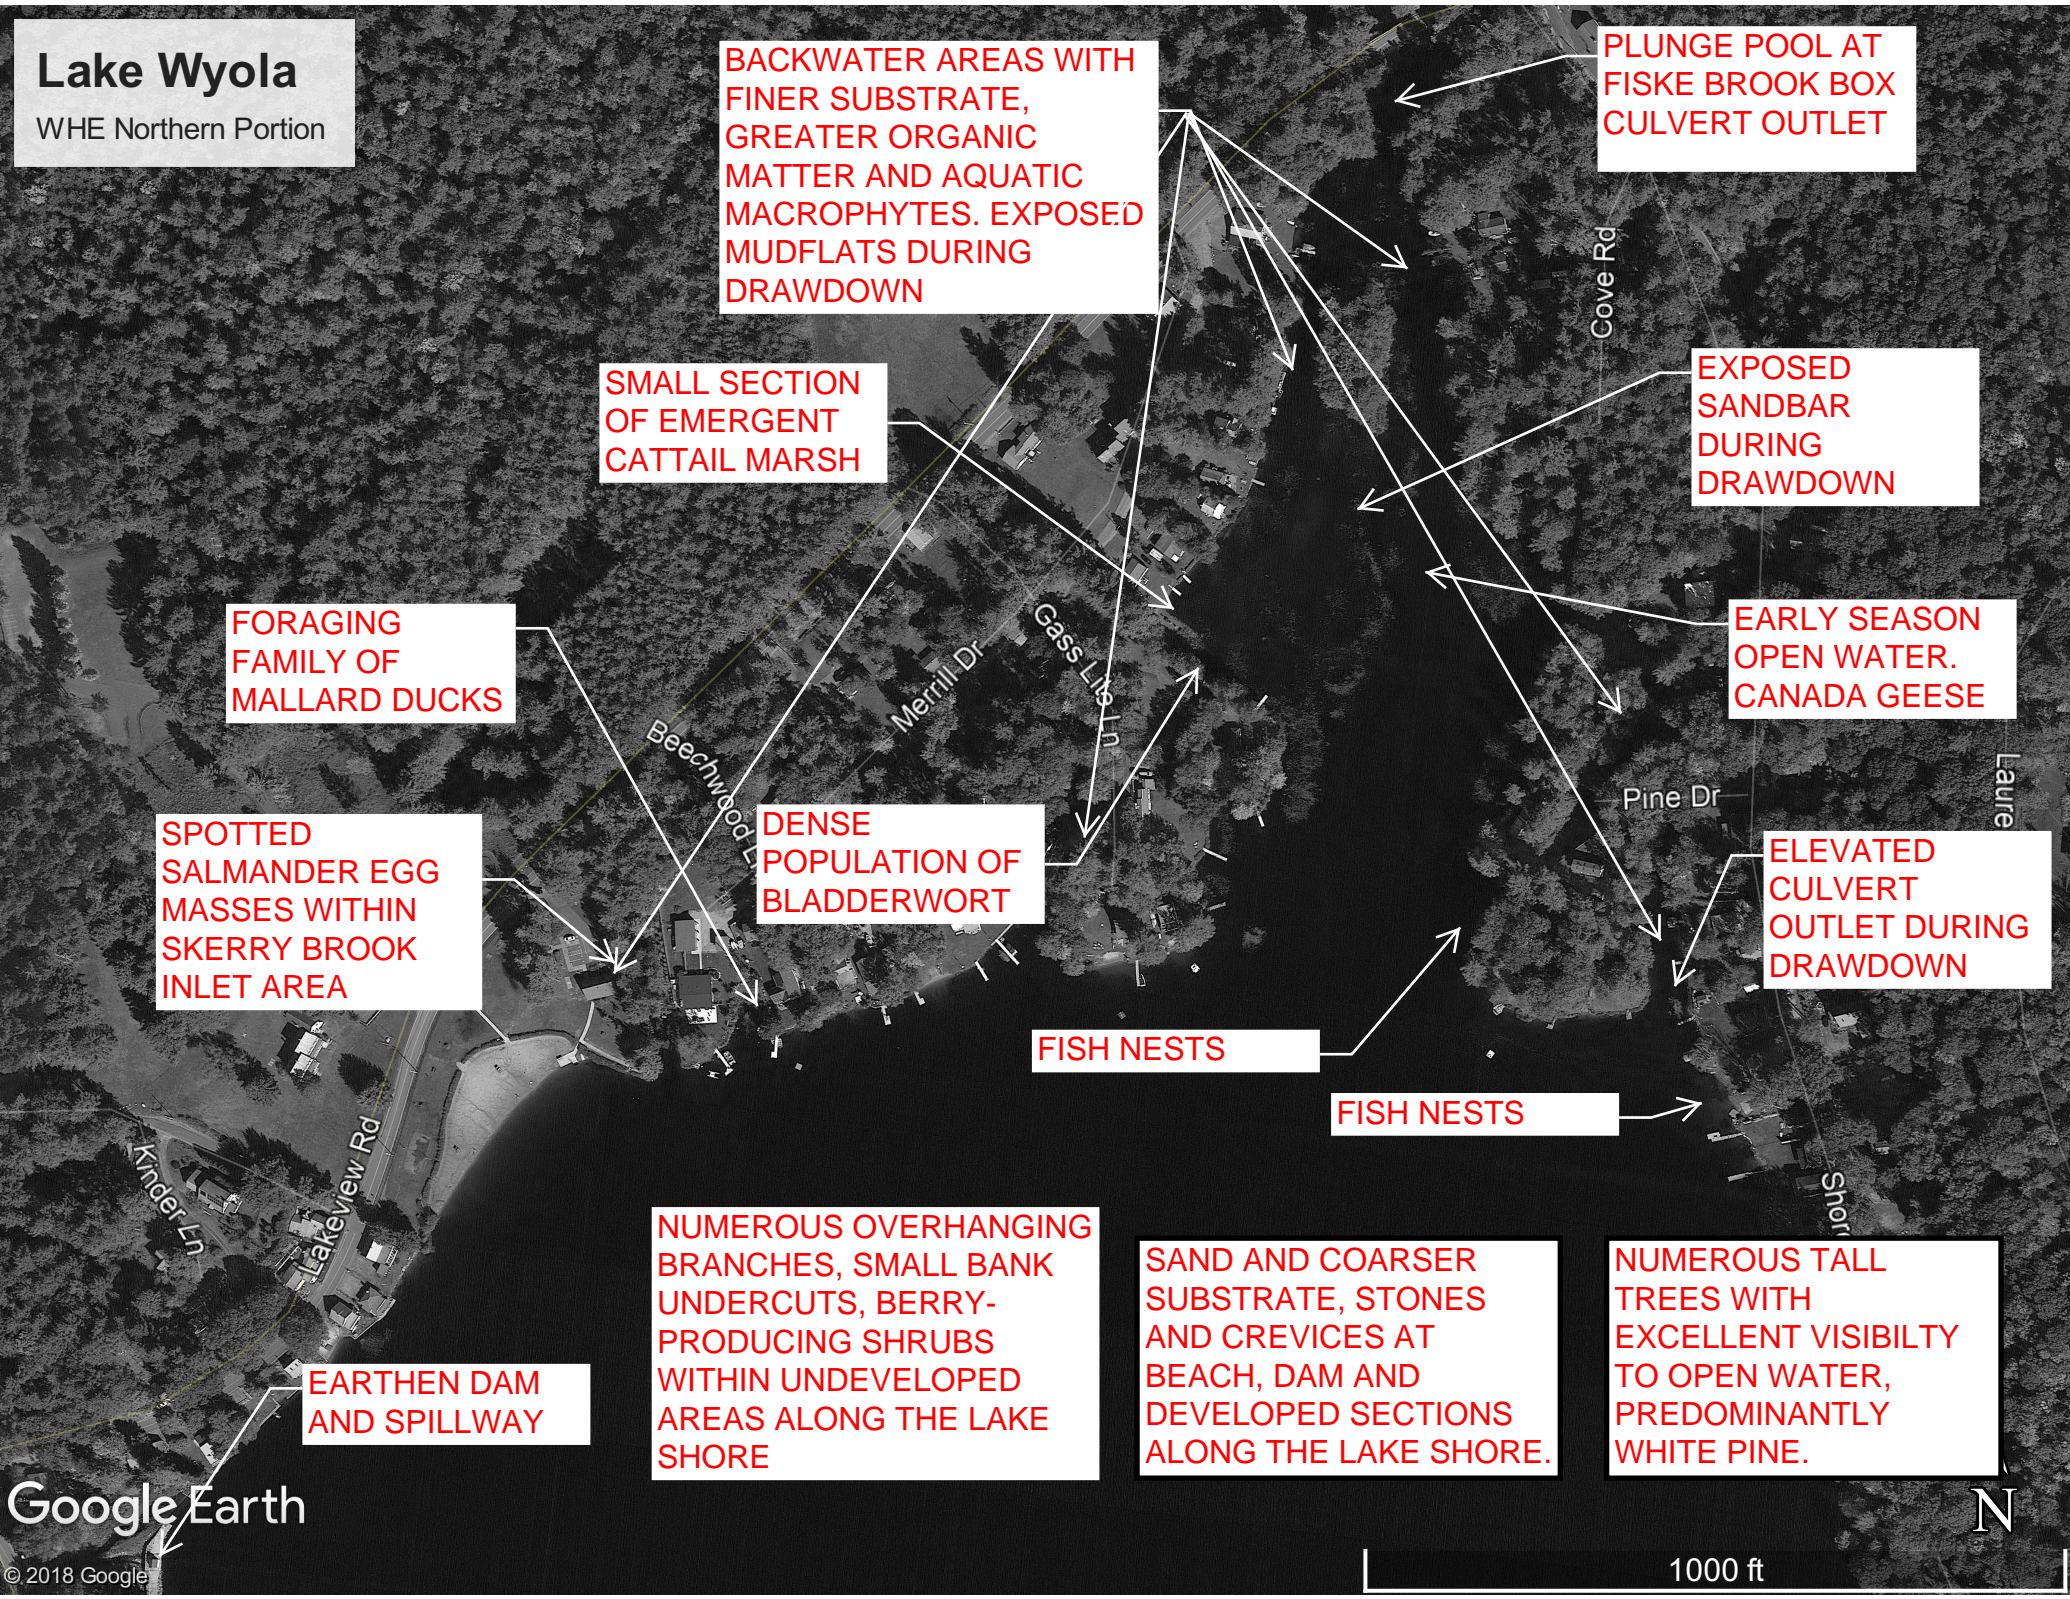 Lake Wyola
WHE Northern Portion
BACKWATER AREAS WITH
FINER SUBSTRATE,
GREATER ORGANIC
MATTER AND AQUATIC
MACROPHYTES. EXPOSED
MUDFLATS DURING
DRAWDOWN
PLUNGE POOL AT
FISKE BROOK BOX
CULVERT OUTLET
Cove Rd
SMALL SECTION
OF EMERGENT
CATTAIL MARSH
EXPOSED
SANDBAR
DURING
DRAWDOWN
FORAGING
FAMILY OF
MALLARD DUCKS
EARLY SEASON
OPEN WATER.
CANADA GEESE
Gass Lits Ln
Merrill Dr
Beechwood L
Pine Dr
Laure
SPOTTED
SALMANDER EGG
MASSES WITHIN
SKERRY BROOK
INLET AREA
DENSE
POPULATION OF
BLADDERWORT
ELEVATED
CULVERT
OUTLET DURING
DRAWDOWN
FISH NESTS
FISH NESTS
Kinder Ln
Lakeview Rd
Shor
NUMEROUS OVERHANGING
BRANCHES, SMALL BANK
UNDERCUTS, BERRY-
PRODUCING SHRUBS
WITHIN UNDEVELOPED
AREAS ALONG THE LAKE
SHORE
SAND AND COARSER
SUBSTRATE, STONES
AND CREVICES AT
BEACH, DAM AND
DEVELOPED SECTIONS
ALONG THE LAKE SHORE.
NUMEROUS TALL
TREES WITH
EXCELLENT VISIBILTY
TO OPEN WATER,
PREDOMINANTLY
WHITE PINE.
EARTHEN DAM
AND SPILLWAY
Google Earth
N
© 2018 Google
1000 ft